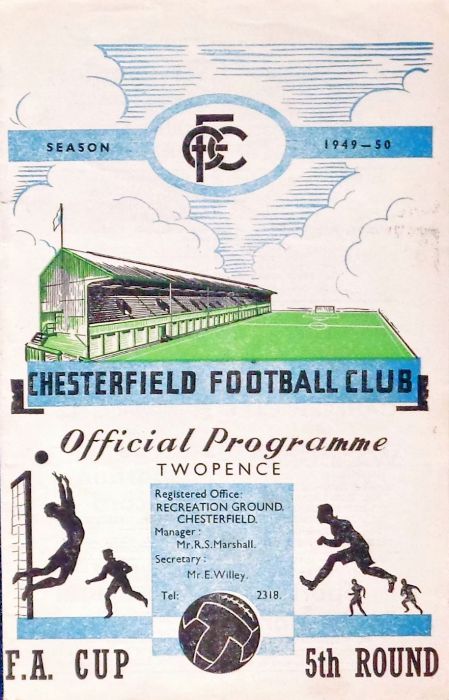 SEASON
CFC
1949-50
CHESTERFIELD FOOTBALL CLUB
Official Programme
TWOPENCE
Registered Office:
RECREATION GROUND.
CHESTERFIELD.
Manager:
Mr.R.S.Marshall.
Secretary:
Mr.E.Willey.
Tel: 2318.
F.A. CUP
5th ROUND